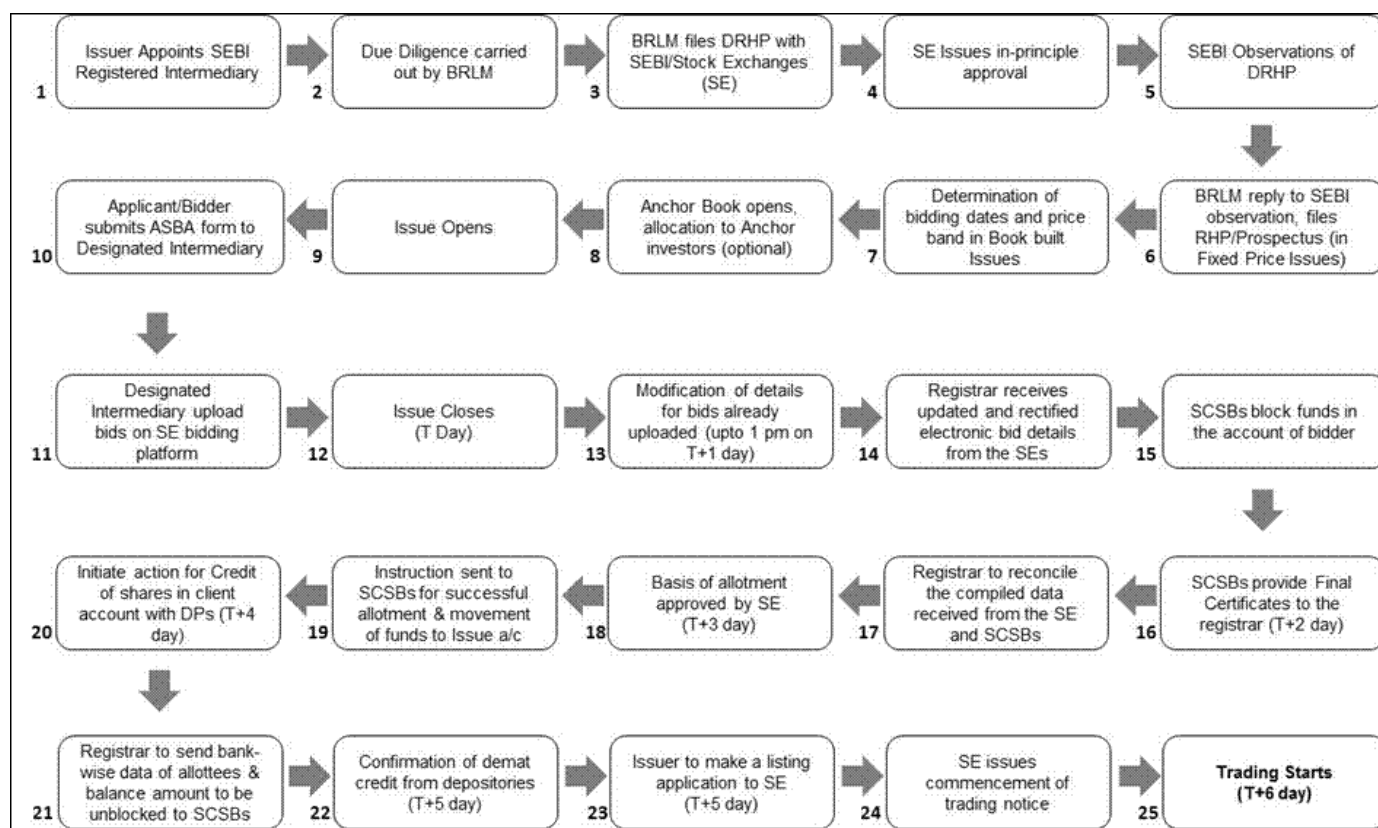 Issuer Appoints SEBI
Registered Intermediary
1
Due Diligence carried
out by BRLM
2
BRLM files DRHP with
SEBI/Stock Exchanges
(SE)
3
SE Issues in-principle
approval
4
SEBI Observations of
DRHP
5
BRLM reply to SEBI
observation, files
RHP/Prospectus (in
Fixed Price Issues)
6
Determination of
bidding dates and price
band in Book built
Issues
7
Anchor Book opens,
allocation to Anchor
investors (optional)
8
Issue Opens
9
Applicant/Bidder
submits ASBA form to
Designated Intermediary
10
Designated
Intermediary upload
bids on SE bidding
platform
11
Issue Closes
(T Day)
12
Modification of details
for bids already
uploaded (upto 1 pm on
T+1 day)
13
Registrar receives
updated and rectified
electronic bid details
from the SEs
14
SCSBs block funds in
the account of bidder
15
SCSBs provide Final
Certificates to the
registrar (T+2 day)
16
Registrar to reconcile
the compiled data
received from the SE
and SCSBs
17
Basis of allotment
approved by SE
(T+3 day)
18
Instruction sent to
SCSBs for successful
allotment & movement
of funds to Issue a/c
19
Initiate action for Credit
of shares in client
account with DPs (T+4
day)
20
Registrar to send bank-
wise data of allottees &
balance amount to be
unblocked to SCSBs
21
Confirmation of demat
credit from depositories
(T+5 day)
22
Issuer to make a listing
application to SE
(T+5 day)
23
SE issues
commencement of
trading notice
24
Trading Starts
(T+6 day)
25